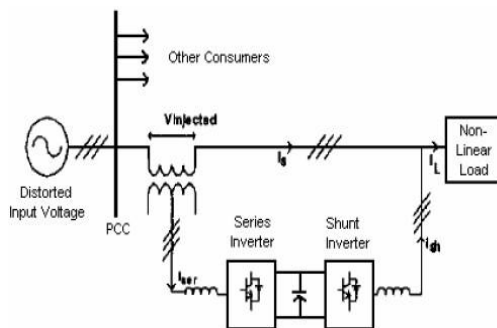 Other Consumers
VInjected
Is
IL
Non-
Linear
Load
Distorted
Input Voltage
PCC
Series
Inverter
Shunt
Inverter
Iser
Ish